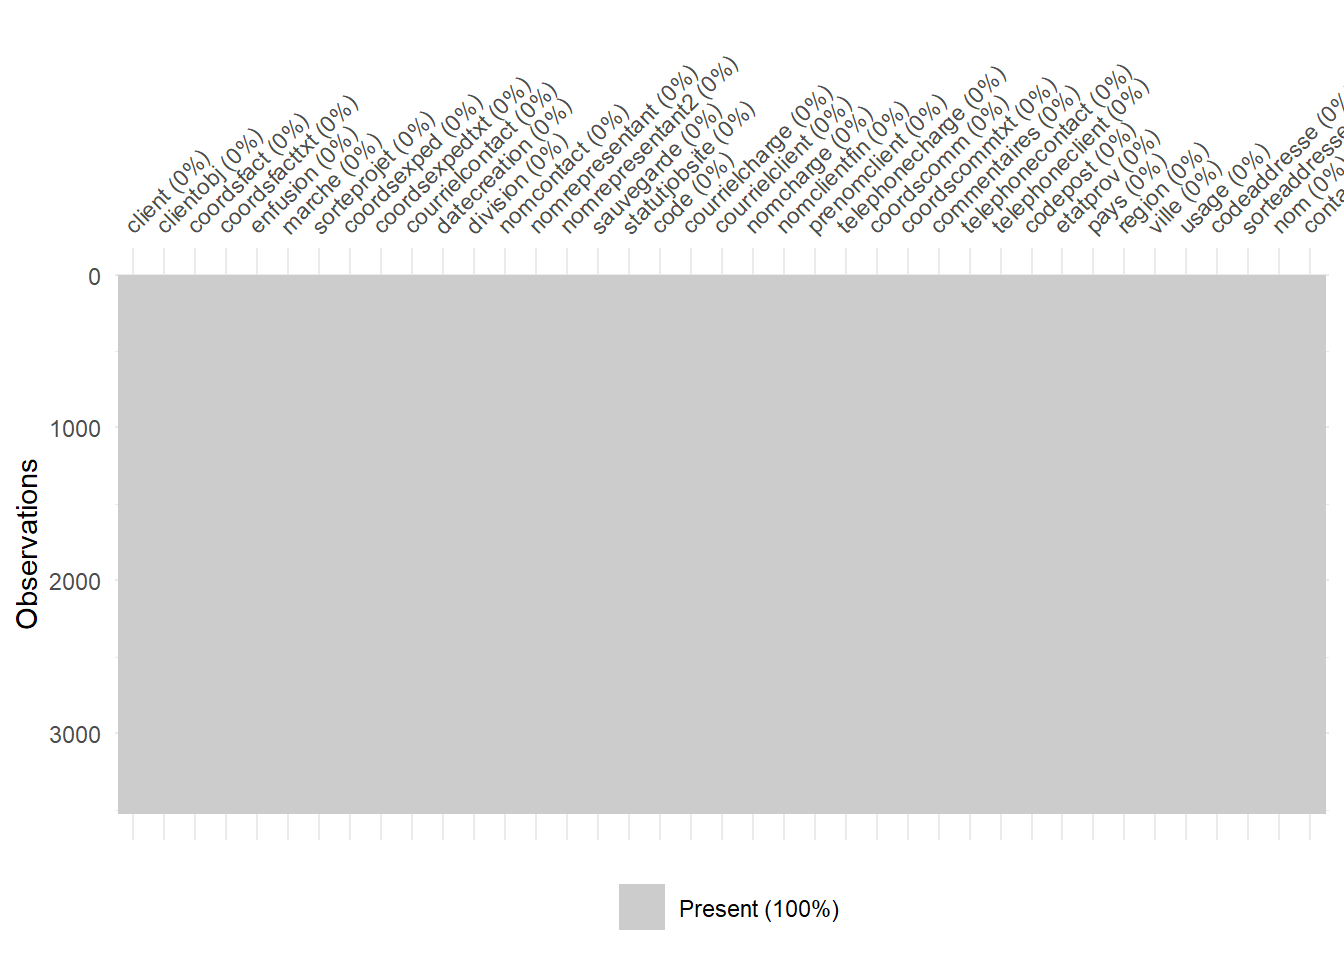 client (0%)
clientobj (0%)
coordsfact (0%)
coordsfacttxt (0%)
enfusion (0%)
marche (0%)
sorteprojet (0%)
coordsexped (0%)
coordsexpedtxt (0%)
courrielcontact (0%)
datecreation (0%)
division (0%)
nomcontact (0%)
nomrepresentant (0%)
nomrepresentant2 (0%)
sauvegarde (0%)
statutjobsite (0%)
code (0%)
courrielcharge (0%)
courrielclient (0%)
nomcharge (0%)
nomclientfin (0%)
prenomclient (0%)
telephonecharge (0%)
coordscomm (0%)
coordscommtxt (0%)
commentaires (0%)
telephonecontact (0%)
telephoneclient (0%)
codepost (0%)
etatprov (0%)
pays (0%)
region (0%)
ville (0%)
usage (0%)
codeaddresse (0%
sorteaddresse
nom (0%
conta
0
1000
2000
3000
Observations
Present (100%)